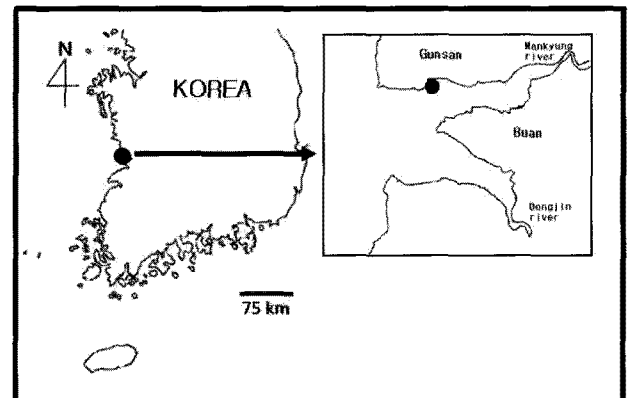 N
KOREA
75 km
Gunsan
Mankyung
river
Buan
Dongjin
river